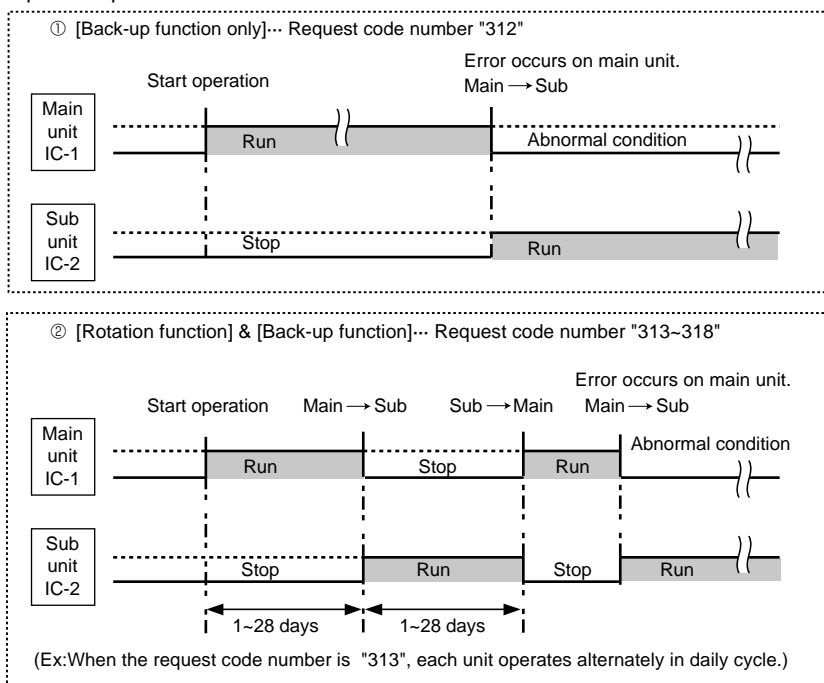 ① [Back-up function only]··· Request code number "312"
Error occurs on main unit.
Start operation
Main → Sub
Main
unit
IC-1
Run
Abnormal condition
Sub
unit
IC-2
Stop
Run
② [Rotation function] & [Back-up function]··· Request code number "313~318"
Error occurs on main unit.
Start operation Main → Sub Sub → Main Main → Sub
Main
unit
IC-1
Run
Stop
Run
Abnormal condition
Sub
unit
IC-2
Stop
Run
Stop
Run
1~28 days 1~28 days
(Ex:When the request code number is "313", each unit operates alternately in daily cycle.)